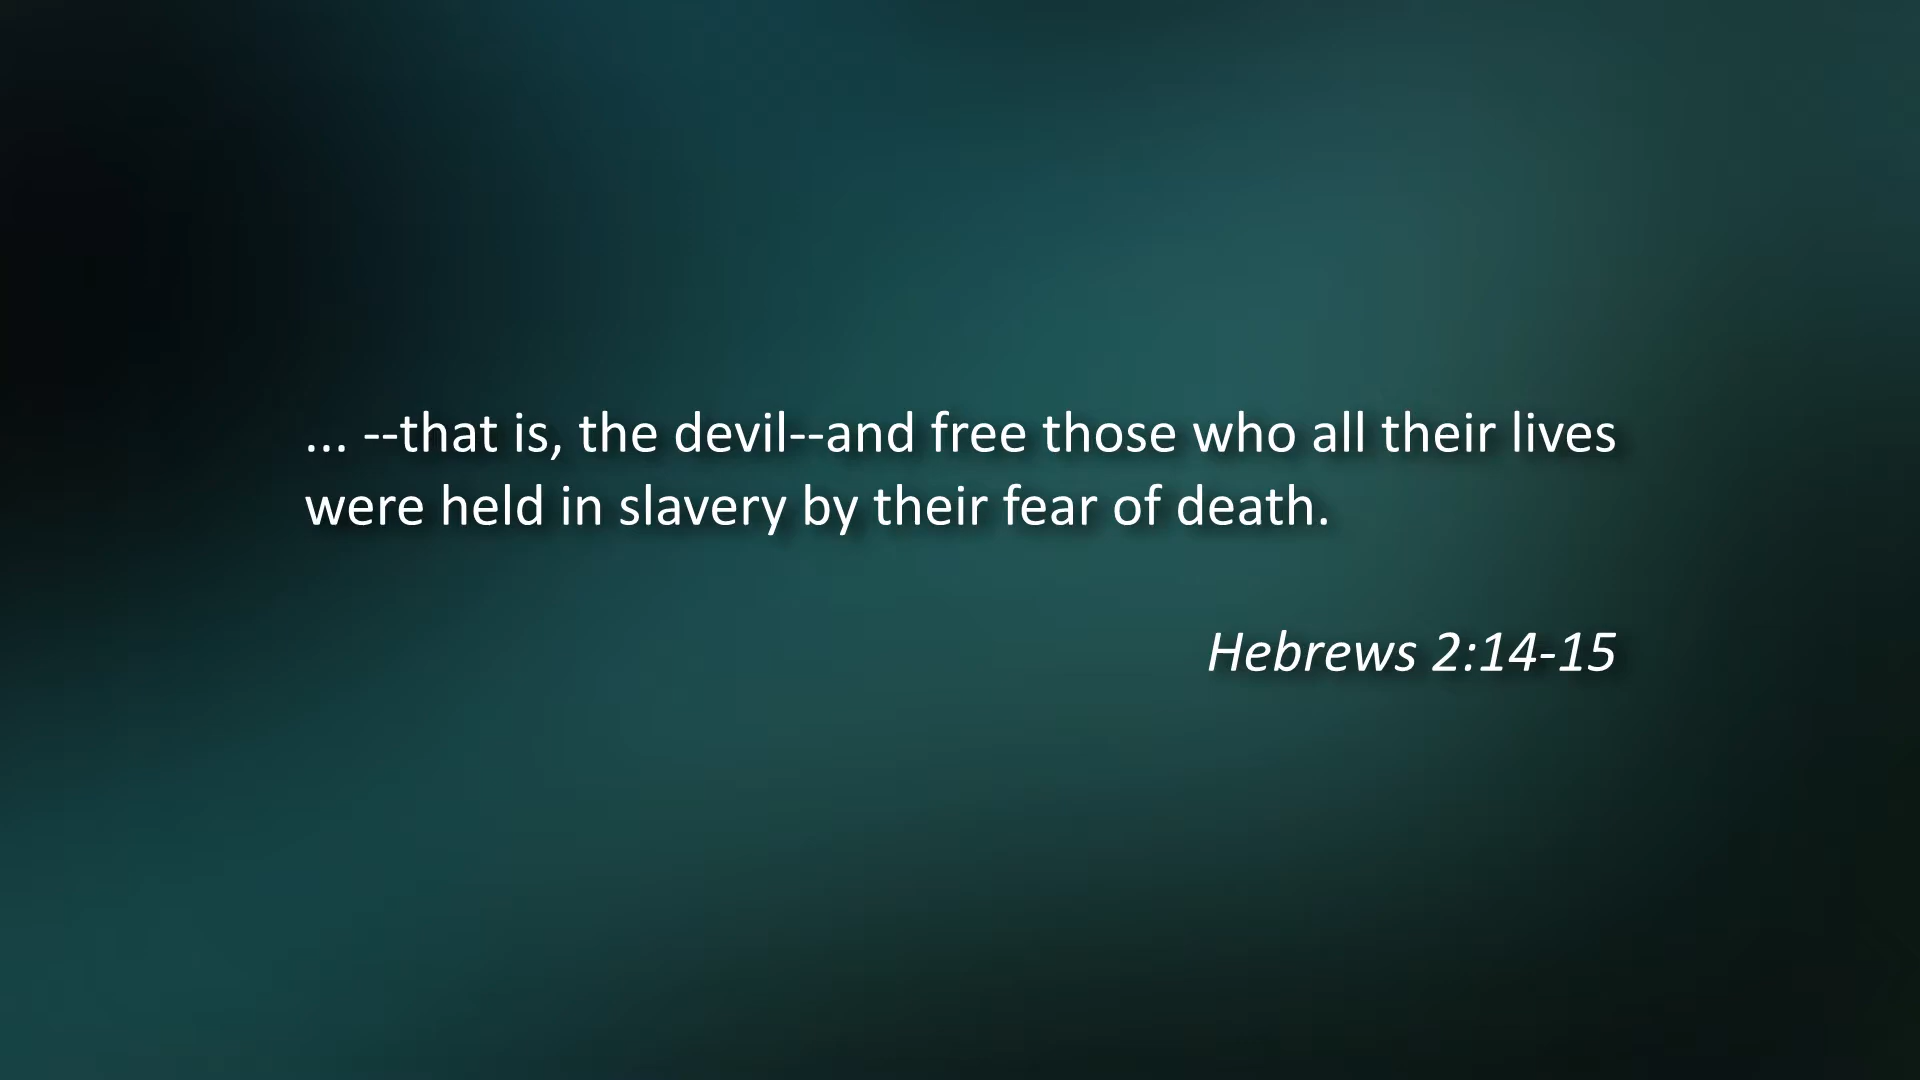 ... --that is, the devil--and free those who all their lives
were held in slavery by their fear of death.
Hebrews 2:14-15